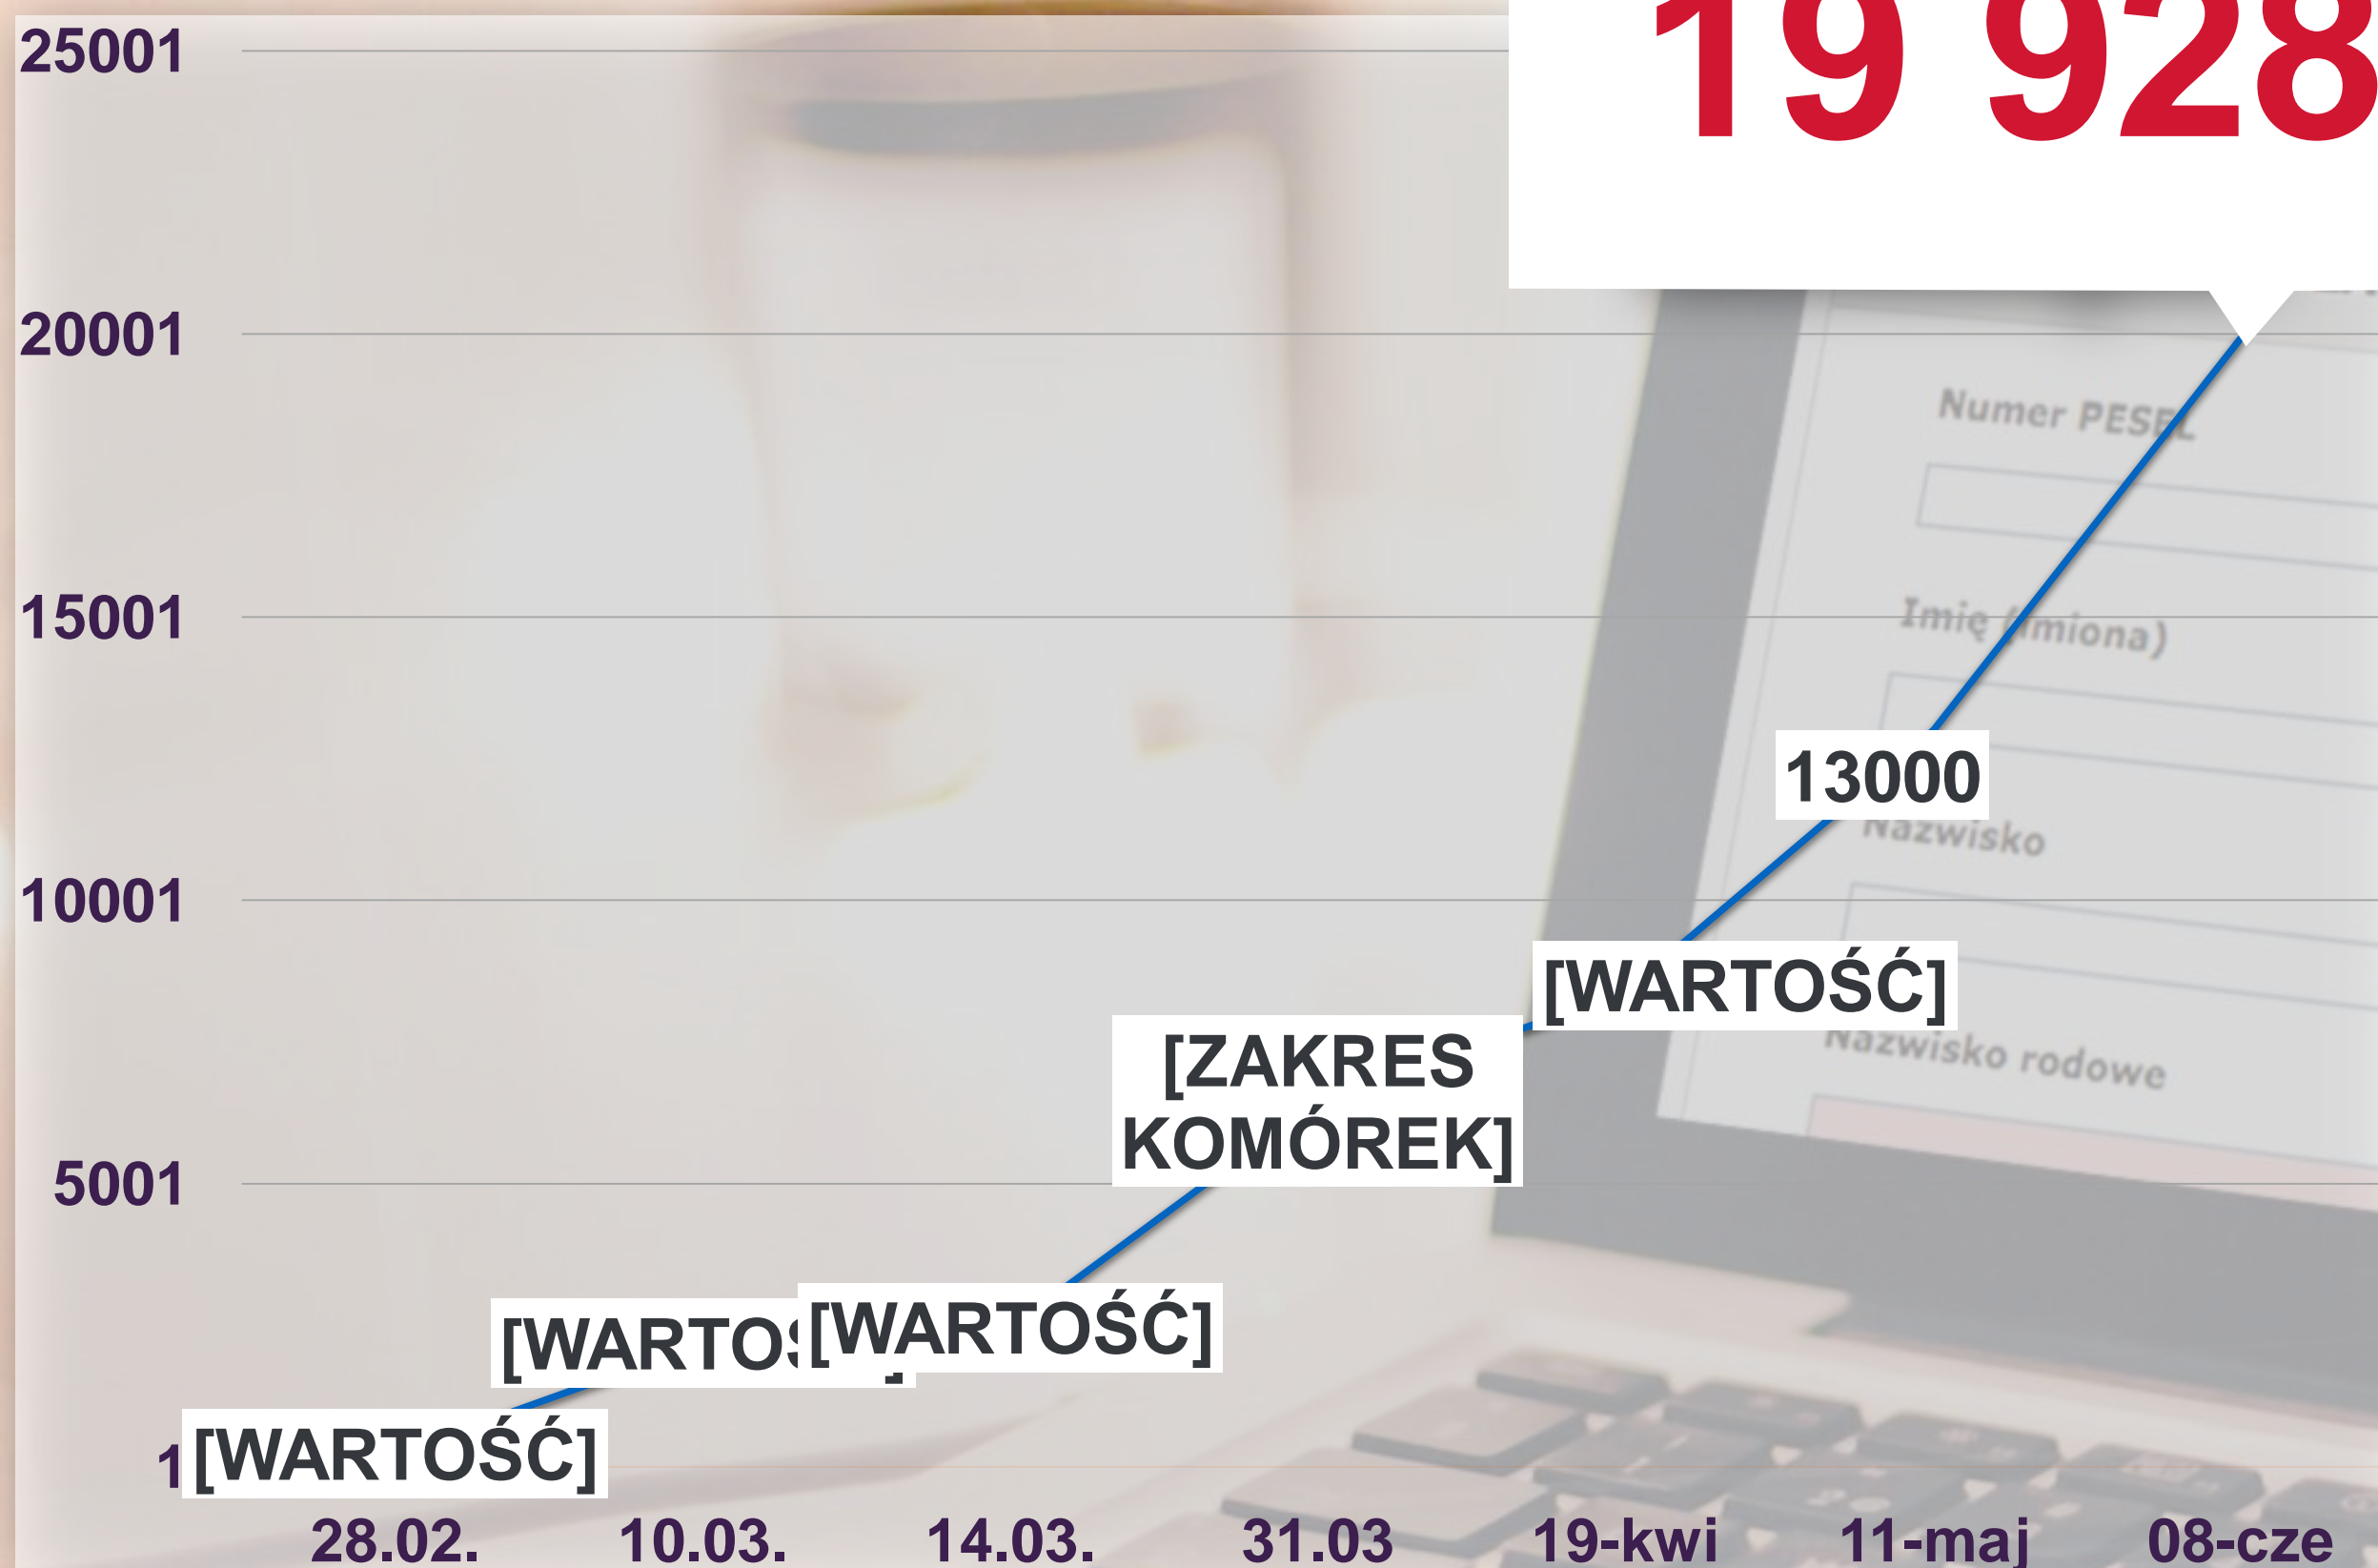 19 928
25001
20001
15001
10001
5001
1
Numer PESEL
Imię (imiona)
Nazwisko
Nazwisko rodowe
13000
[WARTOŚĆ]
[ZAKRES
KOMÓREK]
[WARTOŚĆ]
[WARTOŚ
]
[WARTOŚĆ]
28.02.
10.03.
14.03.
31.03
19-kwi
11-maj
08-cze